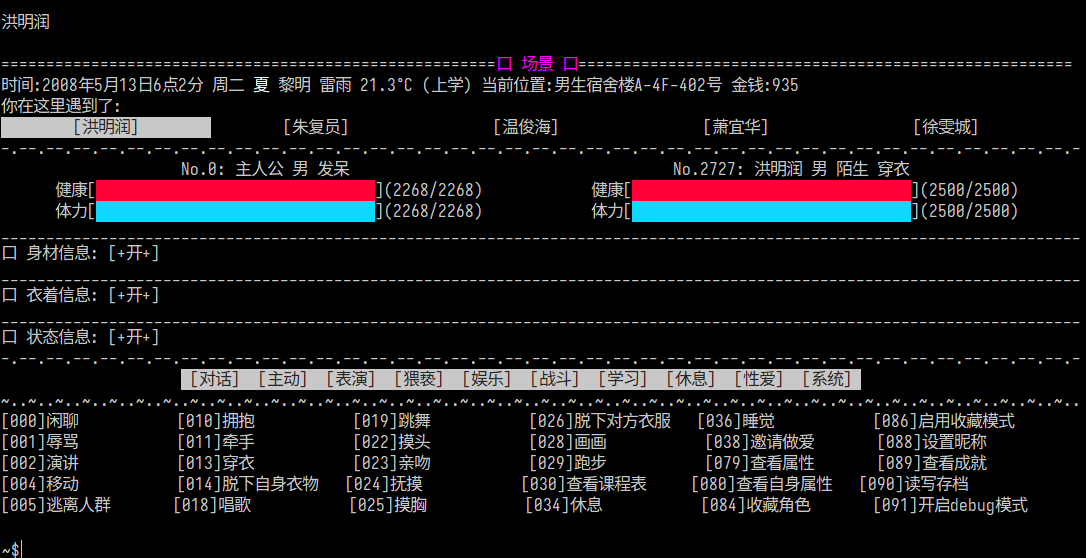 洪明润
=======================================================口 场景 口=======================================================
时间:2008年5月13日6点2分 周二 夏 黎明 雷雨 21.3°C (上学) 当前位置:男生宿舍楼A-4F-402号 金钱:935
你在这里遇到了:
[洪明润] [朱复员] [温俊海] [萧宜华] [徐雯城]
No.0: 主人公 男 发呆 No.2727: 洪明润 男 陌生 穿衣
健康[ ](2268/2268) 健康[ ](2500/2500)
体力[ ](2268/2268) 体力[ ](2500/2500)
口 身材信息: [+开+]
口 衣着信息: [+开+]
口 状态信息: [+开+]
[对话] [主动] [表演] [猥亵] [娱乐] [战斗] [学习] [休息] [性爱] [系统]
[000]闲聊 [010]拥抱 [019]跳舞 [026]脱下对方衣服 [036]睡觉 [086]启用收藏模式
[001]辱骂 [011]牵手 [022]摸头 [028]画画 [038]邀请做爱 [088]设置昵称
[002]演讲 [013]穿衣 [023]亲吻 [029]跑步 [079]查看属性 [089]查看成就
[004]移动 [014]脱下自身衣物 [024]抚摸 [030]查看课程表 [080]查看自身属性 [090]读写存档
[005]逃离人群 [018]唱歌 [025]摸胸 [034]休息 [084]收藏角色 [091]开启debug模式
~$